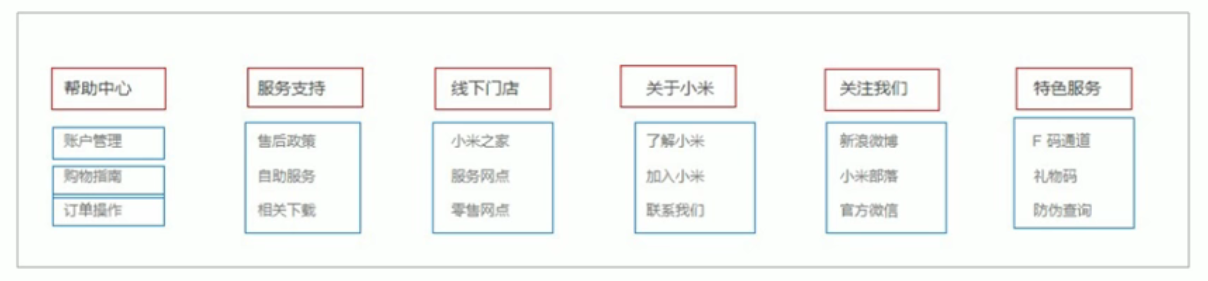 帮助中心
账户管理
购物指南
订单操作
服务支持
售后政策
自助服务
相关下载
线下门店
小米之家
服务网点
零售网点
关于小米
了解小米
加入小米
联系我们
关注我们
新浪微博
小米部落
官方微信
特色服务
F 码通道
礼物码
防伪查询